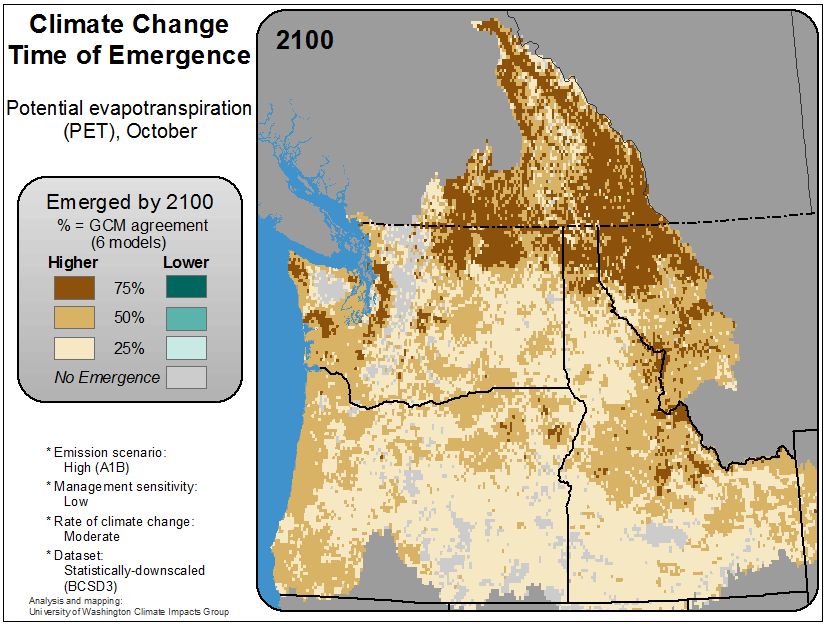 Climate Change
Time of Emergence
Potential evapotranspiration
(PET), October
Emerged by 2100
% = GCM agreement
(6 models)
Higher Lower
75%
50%
25%
No Emergence
* Emission scenario:
High (A1B)
* Management sensitivity:
Low
* Rate of climate change:
Moderate
* Dataset:
Statistically-downscaled
(BCSD3)
Analysis and mapping:
University of Washington Climate Impacts Group
2100